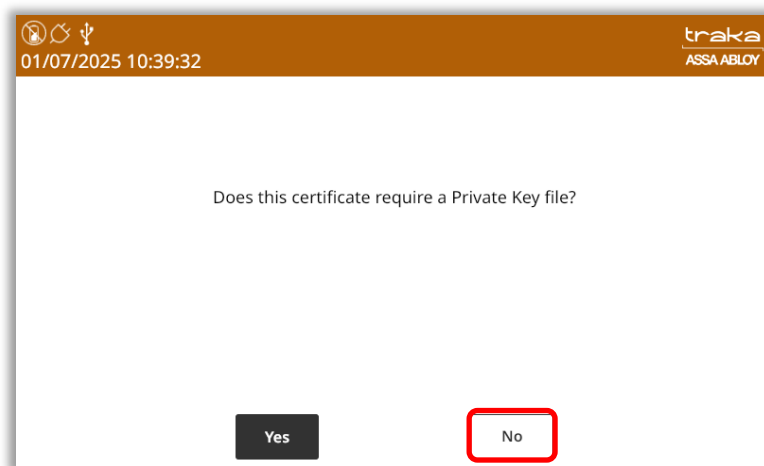 traka
01/07/2025 10:39:32
ASSA ABLOY
Does this certificate require a Private Key file?
Yes
No